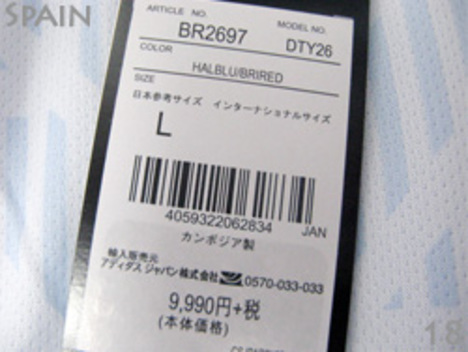 SPAIN
ARTICLE NO. MODEL NO.
BR2697 DTY26
COLOR
HALBLU/BRIRED
SIZE
日本参考サイズ インターナショナルサイズ
L
4059322062834 JAN
カンボジア製
輸入販売元
アディダス ジャパン株式会社 0570-033-033
9,990円+税
(本体価格)
18